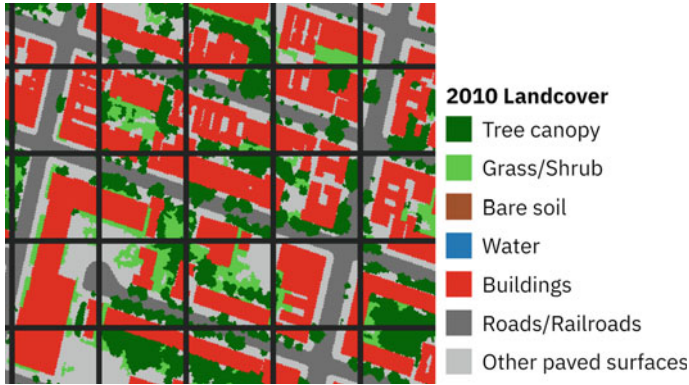 2010 Landcover
Tree canopy
Grass/Shrub
Bare soil
Water
Buildings
Roads/Railroads
Other paved surfaces